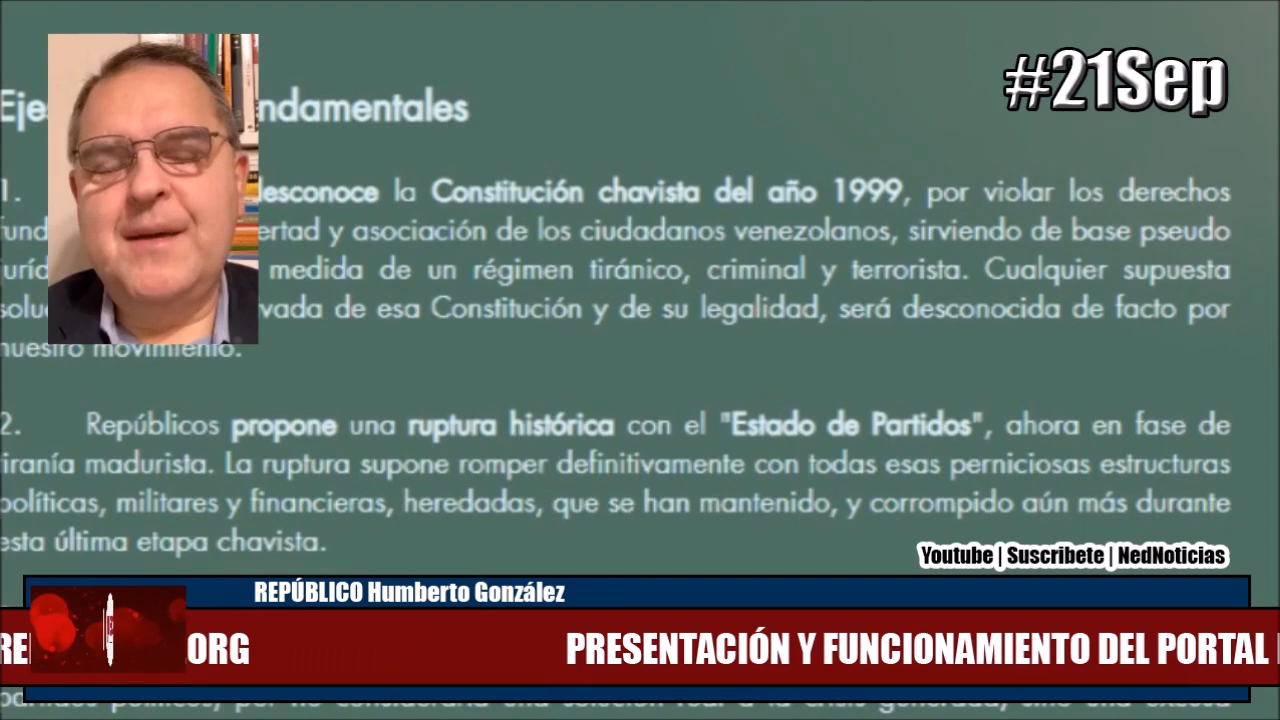 #21Sep
Eje ndamentales
1. esconoce la Constitución chavista del año 1999, por violar los derechos
fund ertad y asociación de los ciudadanos venezolanos, sirviendo de base pseudo
juríd medida de un régimen tiránico, criminal y terrorista. Cualquier supuesta
soluc vada de esa Constitución y de su legalidad, será desconocida de facto por
nuestro movimiento.
2. Repúblicos propone una ruptura histórica con el "Estado de Partidos", ahora en fase de
tiranía madurista. La ruptura supone romper definitivamente con todas esas perniciosas estructuras
políticas, militares y financieras, heredadas, que se han mantenido, y corrompido aún más durante
esta última etapa chavista.
Youtube | Suscribete | NedNoticias
REPÚBLICO Humberto González
RE .ORG PRESENTACIÓN Y FUNCIONAMIENTO DEL PORTAL